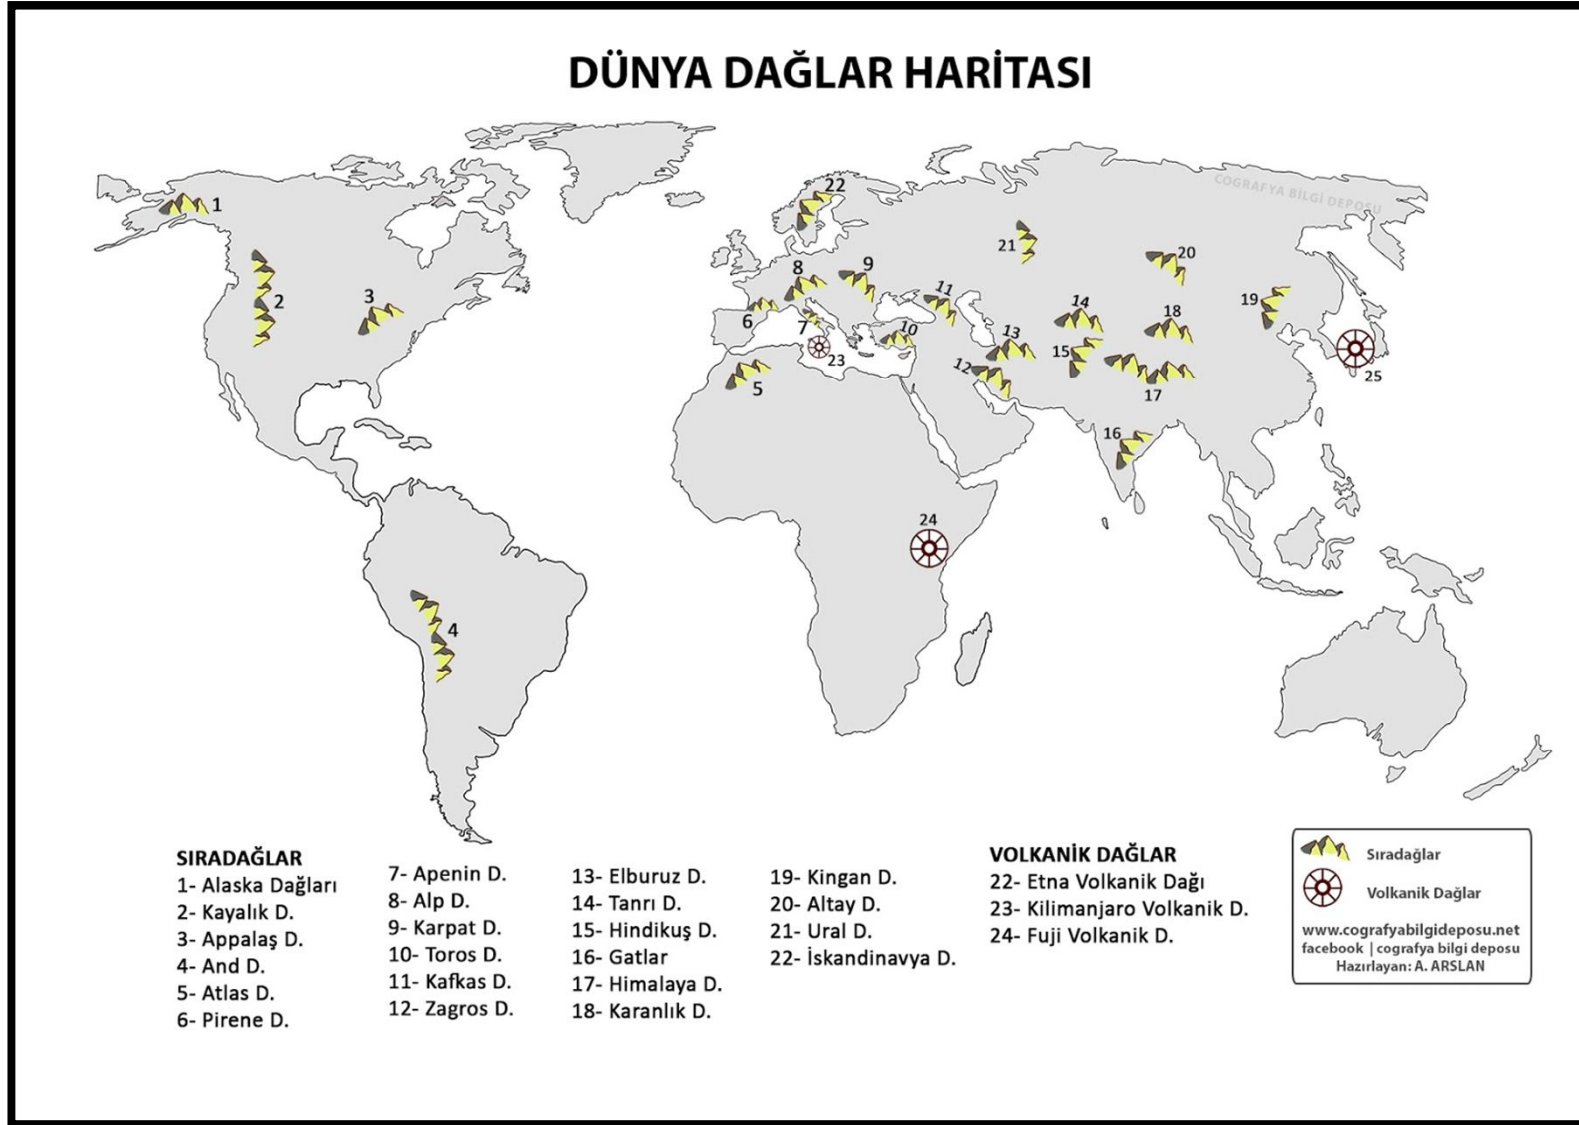 DÜNYA DAĞLAR HARİTASI
COGRAFYA BİLGİ DEPOSU
1
2
3
4
5
6
7
8
9
10
11
12
13
14
15
16
17
18
19
20
21
22
23
24
25
SIRADAĞLAR
1- Alaska Dağları
2- Kayalık D.
3- Appalaş D.
4- And D.
5- Atlas D.
6- Pirene D.
7- Apenin D.
8- Alp D.
9- Karpat D.
10- Toros D.
11- Kafkas D.
12- Zagros D.
13- Elburuz D.
14- Tanrı D.
15- Hindikuş D.
16- Gatlar
17- Himalaya D.
18- Karanlık D.
19- Kingan D.
20- Altay D.
21- Ural D.
22- İskandinavya D.
VOLKANİK DAĞLAR
22- Etna Volkanik Dağı
23- Kilimanjaro Volkanik D.
24- Fuji Volkanik D.
Sıradağlar
Volkanik Dağlar
www.cografyabilgideposu.net
facebook | cografya bilgi deposu
Hazırlayan: A. ARSLAN